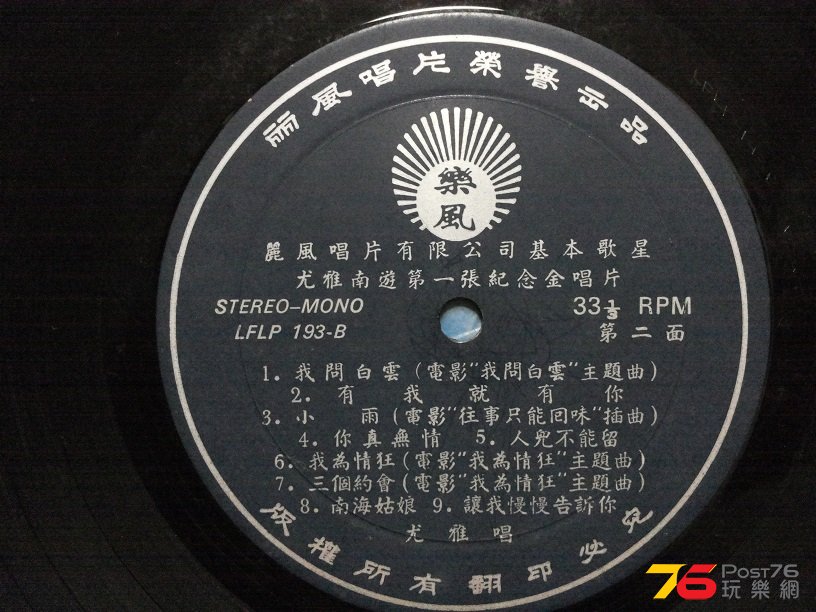 丽風唱片榮譽出品
樂風
麗風唱片有限公司基本歌星
尤雅南遊第一張紀念金唱片
STEREO–MONO 33⅓ RPM
LFLP 193-B 第二面
1. 我問白雲(電影"我問白雲"主題曲)
2. 有我就有你
3. 小雨(電影"往事只能回味"插曲)
4. 你真無情 5. 人兒不能留
6. 我為情狂(電影"我為情狂"主題曲)
7. 三個約會(電影"我為情狂"主題曲)
8. 南海姑娘 9. 讓我慢慢告訴你
尤雅唱
版權所有翻印必究
76 POST76
玩樂網